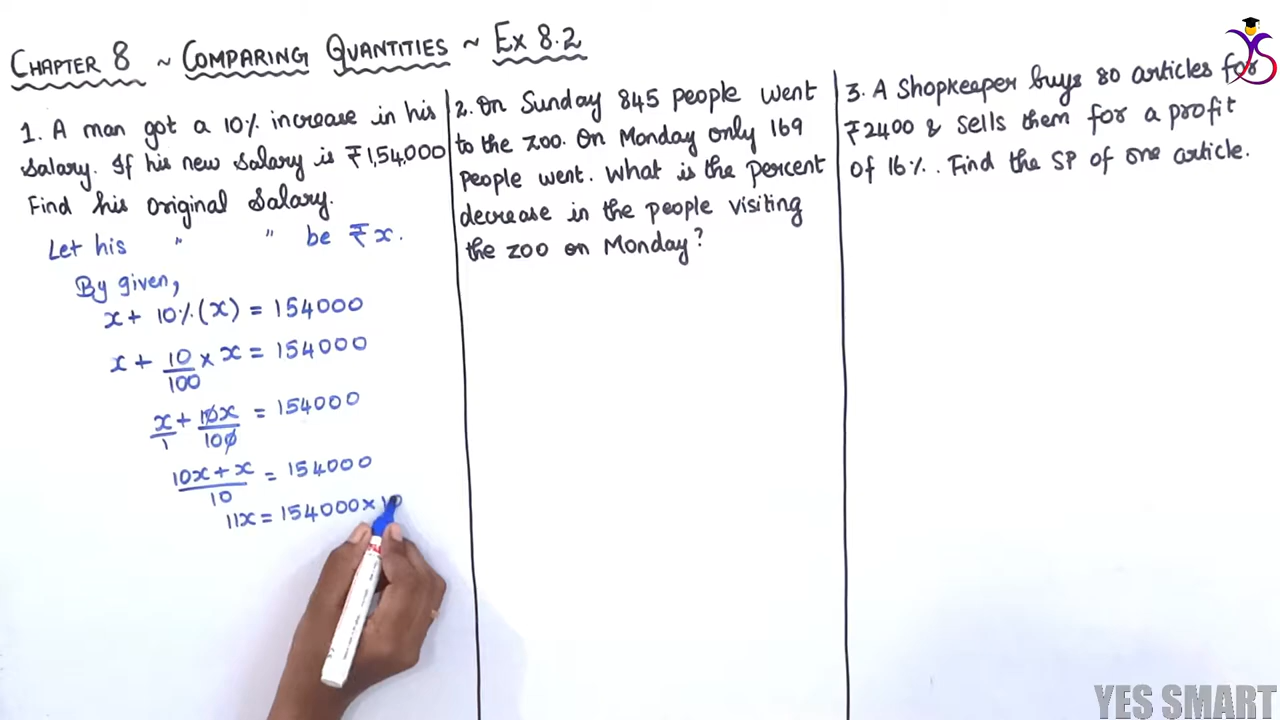 CHAPTER 8 ~ COMPARING QUANTITIES ~ Ex 8.2
1. A man got a 10% increase in his
salary. If his new salary is ₹1,54,000
Find his original salary.
Let his " " be ₹x.
By given,
x + 10%(x) = 154000
x + 10/100 × x = 154000
x/1 + 10x/100 = 154000
10x + x/10 = 154000
11x = 154000 × 10
2. On Sunday 845 people went
to the zoo. On Monday only 169
people went. What is the percent
decrease in the people visiting
the zoo on Monday?
3. A Shopkeeper buys 80 articles for
₹2400 & sells them for a profit
of 16%. Find the SP of one article.
YES SMART